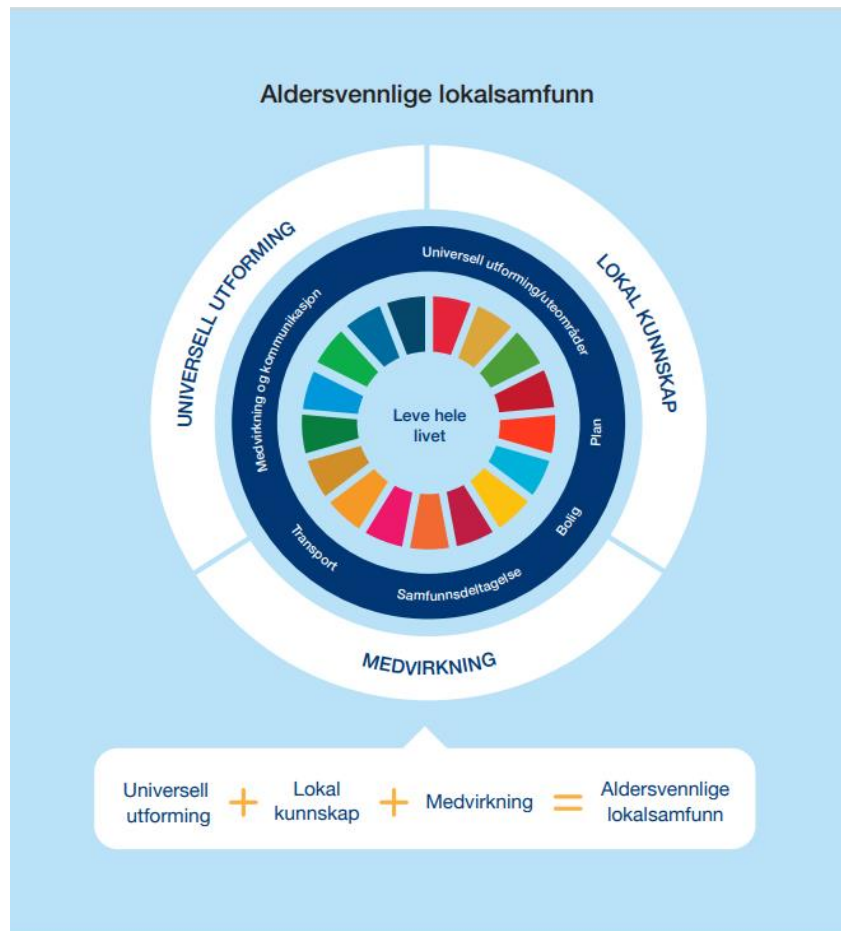 Aldersvennlige lokalsamfunn
UNIVERSELL UTFORMING
LOKAL KUNNSKAP
MEDVIRKNING
Universell utforming/uteområder
Plan
Bolig
Samfunnsdeltagelse
Transport
Medvirkning og kommunikasjon
Leve hele
livet
Universell
utforming
+
Lokal
kunnskap
+
Medvirkning
=
Aldersvennlige
lokalsamfunn